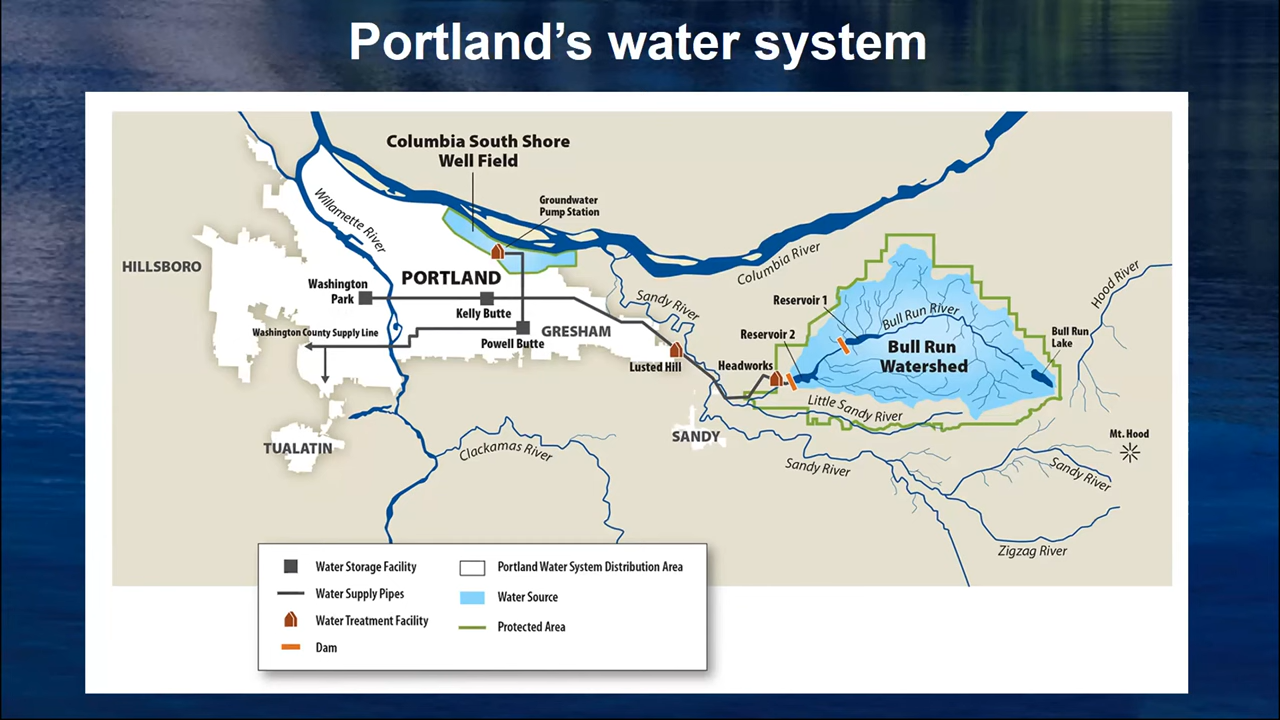 Portland's water system
Columbia South Shore
Well Field
Groundwater
Pump Station
Willamette River
HILLSBORO
PORTLAND
Washington
Park
Kelly Butte
Washington County Supply Line
Powell Butte
GRESHAM
Sandy River
Columbia River
Hood River
Reservoir 1
Bull Run River
Reservoir 2
Bull Run
Lake
Bull Run
Watershed
Lusted Hill
Headworks
Little Sandy River
SANDY
TUALATIN
Clackamas River
Sandy River
Mt. Hood
Sandy River
Zigzag River
Water Storage Facility
Water Supply Pipes
Water Treatment Facility
Dam
Portland Water System Distribution Area
Water Source
Protected Area